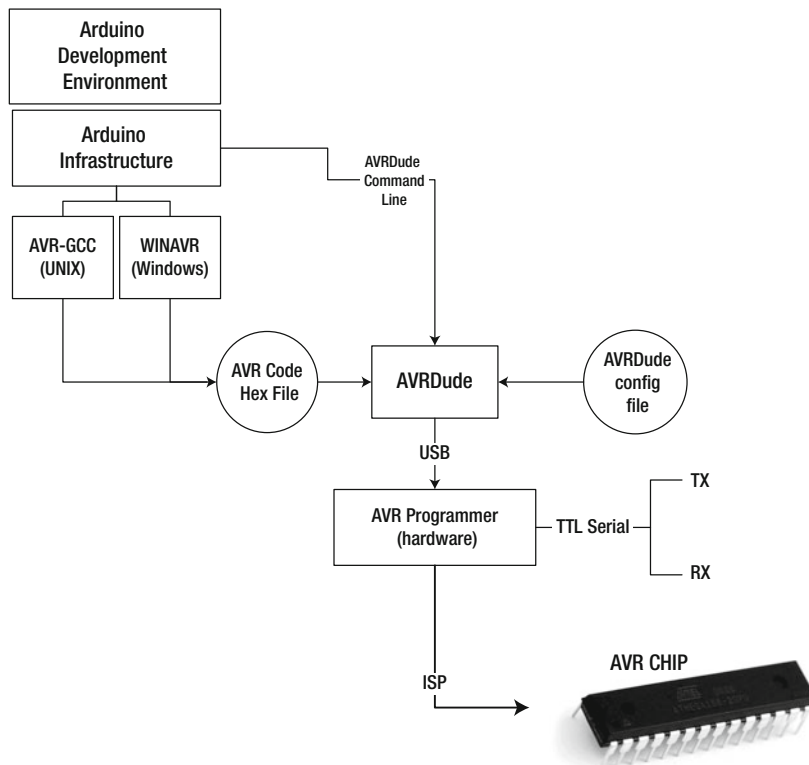 Arduino
Development
Environment
Arduino
Infrastructure
AVRDude
Command
Line
AVR-GCC
(UNIX)
WINAVR
(Windows)
AVR Code
Hex File
AVRDude
AVRDude
config
file
USB
AVR Programmer
(hardware)
TTL Serial
TX
RX
ISP
AVR CHIP